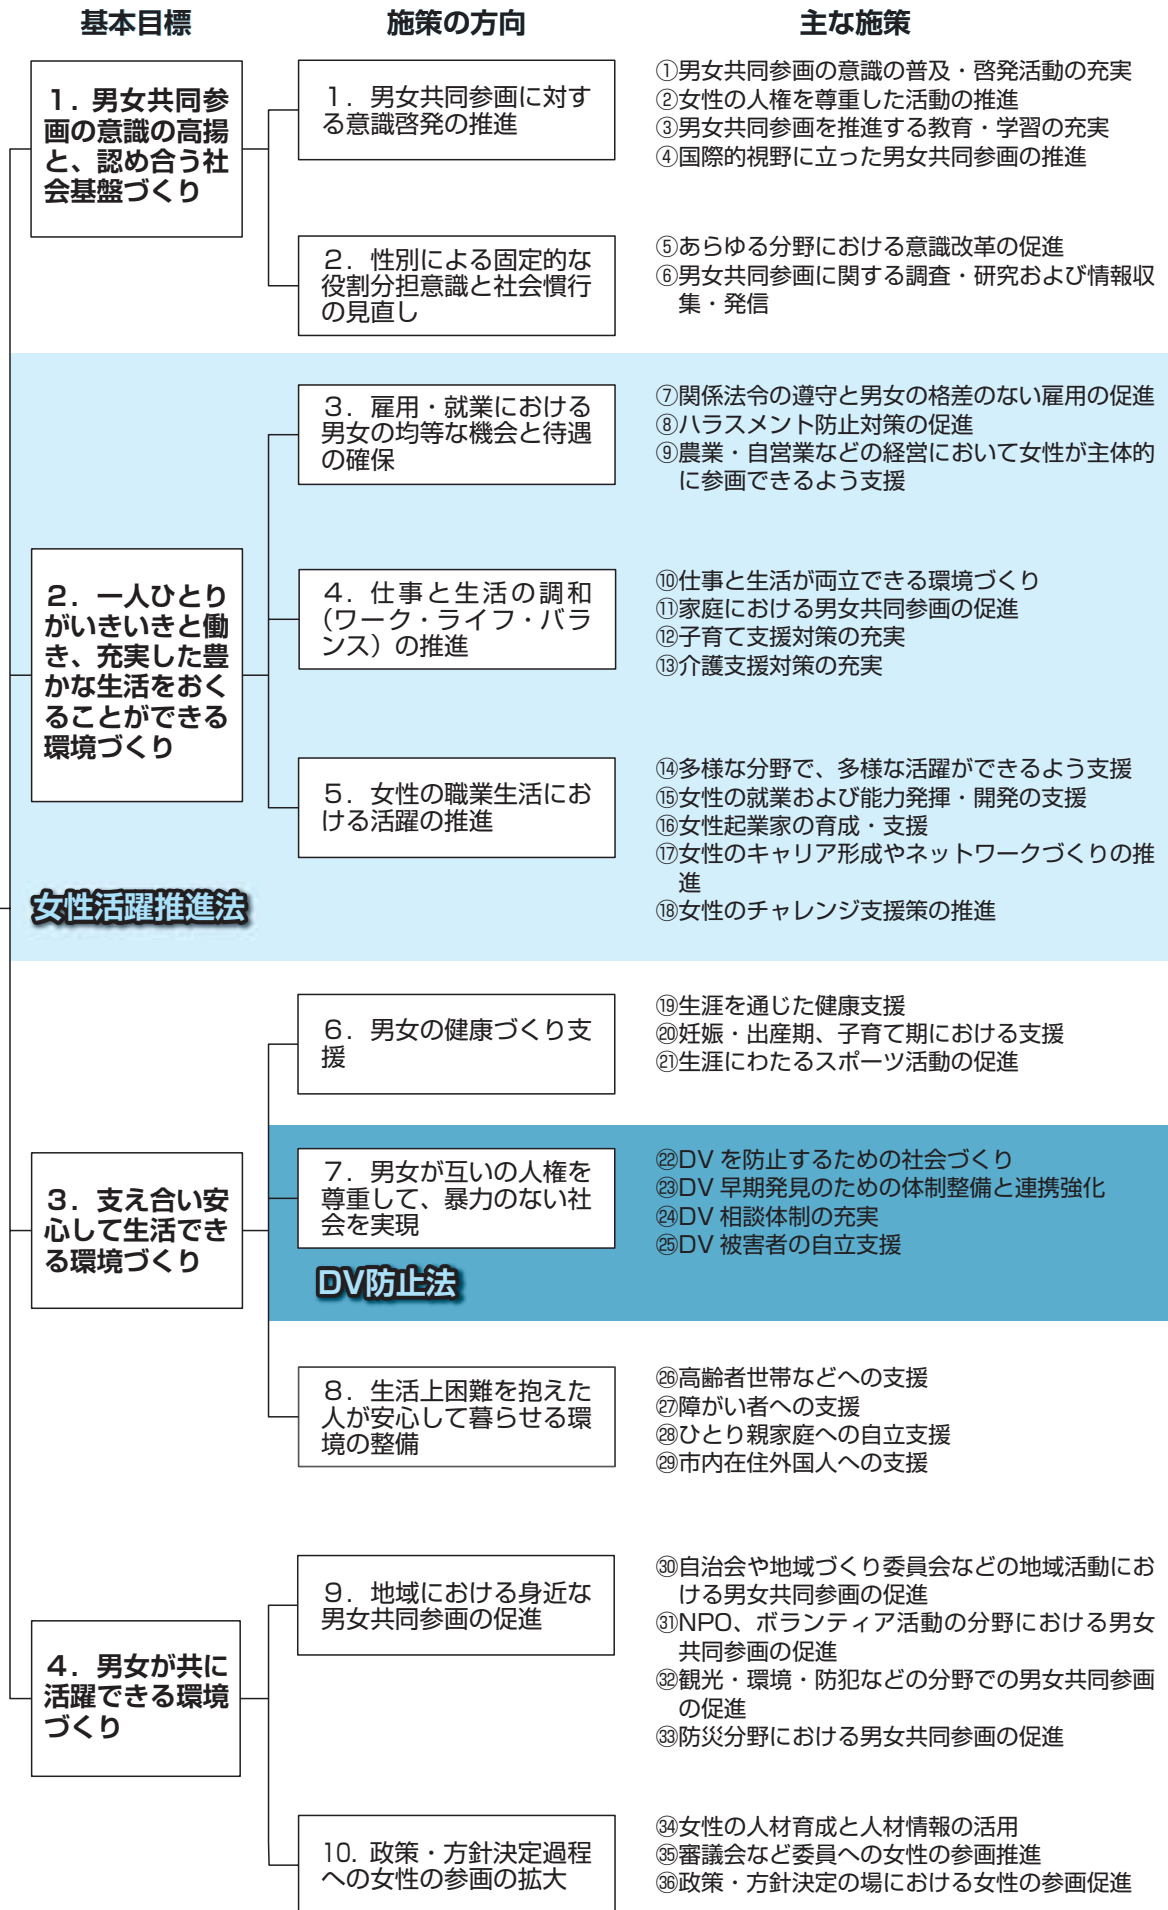 基本目標
施策の方向
主な施策
1. 男女共同参
画の意識の高揚
と、認め合う社
会基盤づくり
1. 男女共同参画に対す
る意識啓発の推進
①男女共同参画の意識の普及・啓発活動の充実
②女性の人権を尊重した活動の推進
③男女共同参画を推進する教育・学習の充実
④国際的視野に立った男女共同参画の推進
2. 性別による固定的な
役割分担意識と社会慣行
の見直し
⑤あらゆる分野における意識改革の促進
⑥男女共同参画に関する調査・研究および情報収
集・発信
2. 一人ひとり
がいきいきと働
き、充実した豊
かな生活をおく
ることができる
環境づくり
3. 雇用・就業における
男女の均等な機会と待遇
の確保
⑦関係法令の遵守と男女の格差のない雇用の促進
⑧ハラスメント防止対策の促進
⑨農業・自営業などの経営において女性が主体的
に参画できるよう支援
4. 仕事と生活の調和
(ワーク・ライフ・バラ
ンス)の推進
⑩仕事と生活が両立できる環境づくり
⑪家庭における男女共同参画の促進
⑫子育て支援対策の充実
⑬介護支援対策の充実
5. 女性の職業生活にお
ける活躍の推進
⑭多様な分野で、多様な活躍ができるよう支援
⑮女性の就業および能力発揮・開発の支援
⑯女性起業家の育成・支援
⑰女性のキャリア形成やネットワークづくりの推
進
⑱女性のチャレンジ支援策の推進
女性活躍推進法
3. 支え合い安
心して生活でき
る環境づくり
6. 男女の健康づくり支
援
⑲生涯を通じた健康支援
⑳妊娠・出産期、子育て期における支援
㉑生涯にわたるスポーツ活動の促進
7. 男女が互いの人権を
尊重して、暴力のない社
会を実現
㉒DVを防止するための社会づくり
㉓DV早期発見のための体制整備と連携強化
㉔DV相談体制の充実
㉕DV被害者の自立支援
DV防止法
8. 生活上困難を抱えた
人が安心して暮らせる環
境の整備
㉖高齢者世帯などへの支援
㉗障がい者への支援
㉘ひとり親家庭への自立支援
㉙市内在住外国人への支援
4. 男女が共に
活躍できる環境
づくり
9. 地域における身近な
男女共同参画の促進
㉚自治会や地域づくり委員会などの地域活動にお
ける男女共同参画の促進
㉛NPO、ボランティア活動の分野における男女
共同参画の促進
㉜観光・環境・防犯などの分野での男女共同参画
の促進
㉝防災分野における男女共同参画の促進
10. 政策・方針決定過程
への女性の参画の拡大
㉞女性の人材育成と人材情報の活用
㉟審議会など委員への女性の参画推進
㊱政策・方針決定の場における女性の参画促進